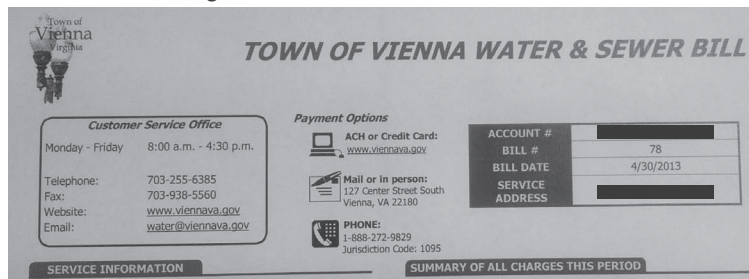 Town of
Vienna
Virginia
TOWN OF VIENNA WATER & SEWER BILL
Customer Service Office
Monday - Friday 8:00 a.m. - 4:30 p.m.
Telephone: 703-255-6385
Fax: 703-938-5560
Website: www.viennava.gov
Email: water@viennava.gov
Payment Options
ACH or Credit Card:
www.viennava.gov
Mail or in person:
127 Center Street South
Vienna, VA 22180
PHONE:
1-888-272-9829
Jurisdiction Code: 1095
ACCOUNT #
BILL # 78
BILL DATE 4/30/2013
SERVICE
ADDRESS
SERVICE INFORMATION
SUMMARY OF ALL CHARGES THIS PERIOD